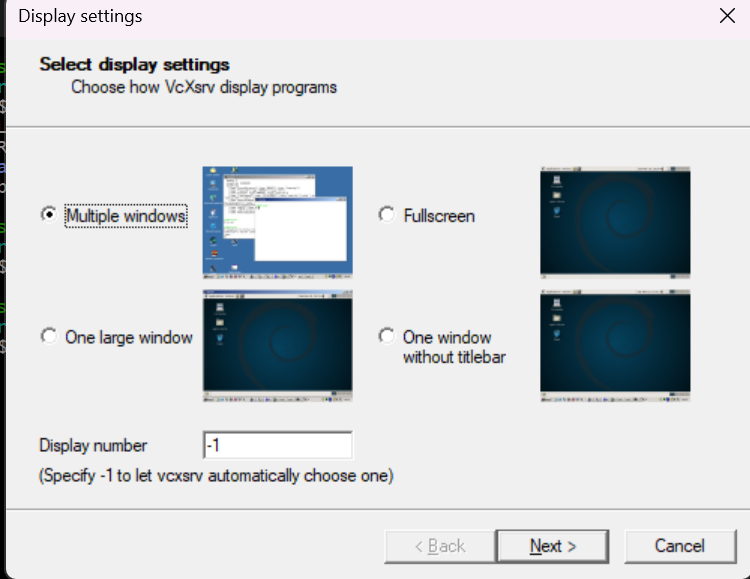 Display settings
Select display settings
Choose how VcXsrv display programs
Multiple windows
Fullscreen
One large window
One window
without titlebar
Display number
-1
(Specify -1 to let vcxsrv automatically choose one)
< Back
Next >
Cancel